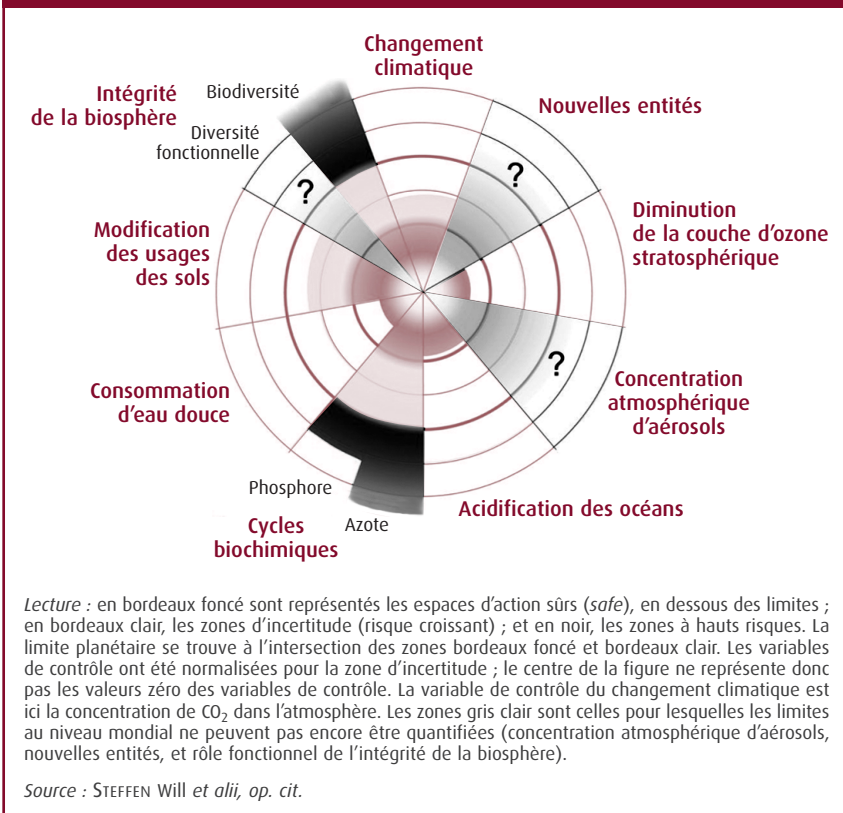 Changement
climatique
Intégrité
de la biosphère
Biodiversité
Diversité
fonctionnelle
Nouvelles entités
?
?
Modification
des usages
des sols
Diminution
de la couche d'ozone
stratosphérique
?
Consommation
d'eau douce
Concentration
atmosphérique
d'aérosols
Phosphore
Azote
Cycles
biochimiques
Acidification des océans
Lecture : en bordeaux foncé sont représentés les espaces d'action sûrs (safe), en dessous des limites ;
en bordeaux clair, les zones d'incertitude (risque croissant) ; et en noir, les zones à hauts risques. La
limite planétaire se trouve à l'intersection des zones bordeaux foncé et bordeaux clair. Les variables
de contrôle ont été normalisées pour la zone d'incertitude ; le centre de la figure ne représente donc
pas les valeurs zéro des variables de contrôle. La variable de contrôle du changement climatique est
ici la concentration de CO₂ dans l'atmosphère. Les zones gris clair sont celles pour lesquelles les limites
au niveau mondial ne peuvent pas encore être quantifiées (concentration atmosphérique d'aérosols,
nouvelles entités, et rôle fonctionnel de l'intégrité de la biosphère).
Source : STEFFEN Will et alii, op. cit.